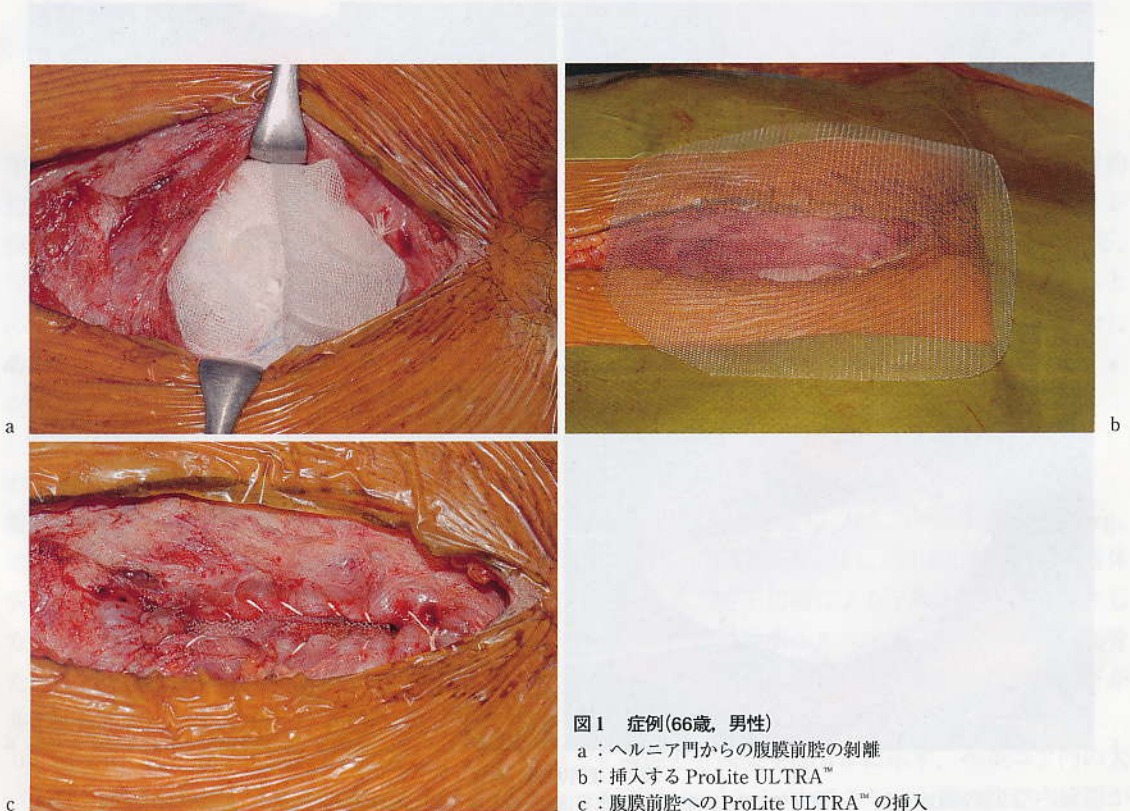 a
b
c
図1 症例(66歳，男性)
a：ヘルニア門からの腹膜前腔の剝離
b：挿入する ProLite ULTRA™
c：腹膜前腔への ProLite ULTRA™ の挿入